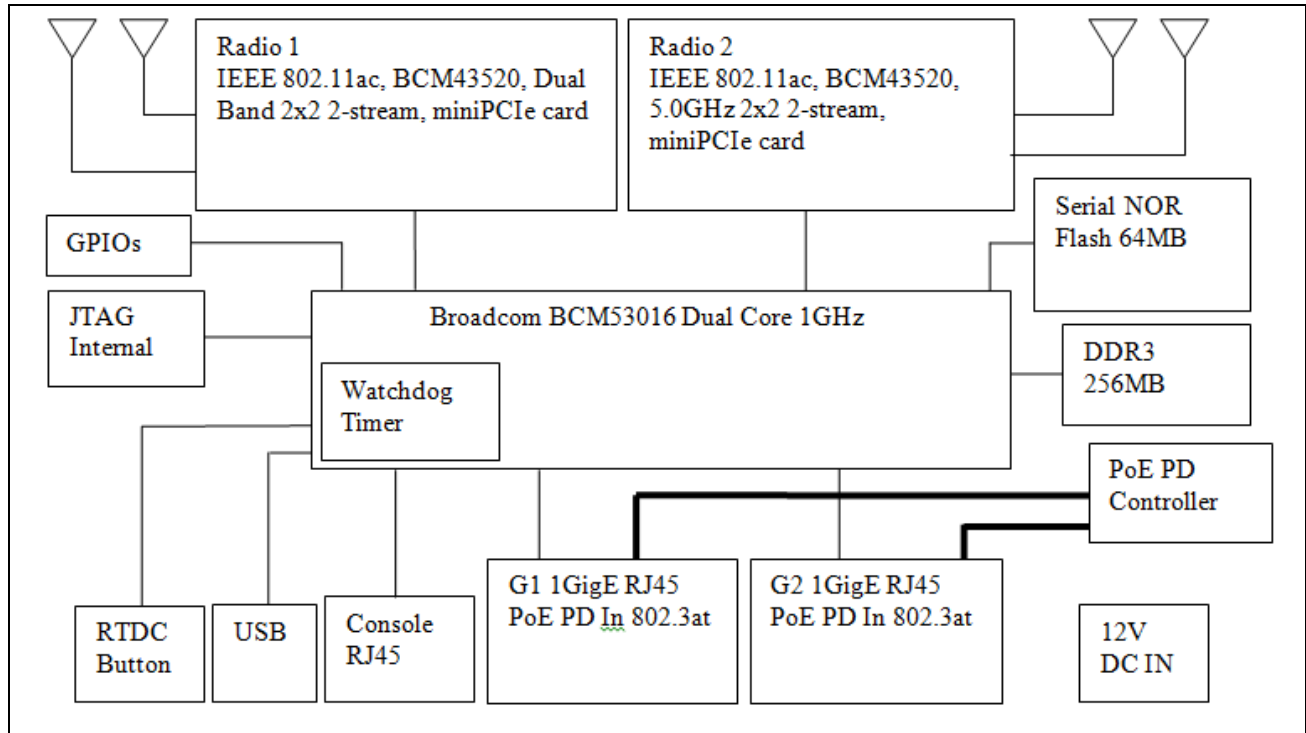 Radio 1
IEEE 802.11ac, BCM43520, Dual
Band 2x2 2-stream, miniPCIe card
Radio 2
IEEE 802.11ac, BCM43520,
5.0GHz 2x2 2-stream,
miniPCIe card
Serial NOR
Flash 64MB
GPIOs
JTAG
Internal
Broadcom BCM53016 Dual Core 1GHz
Watchdog
Timer
DDR3
256MB
PoE PD
Controller
RTDC
Button
USB
Console
RJ45
G1 1GigE RJ45
PoE PD In 802.3at
G2 1GigE RJ45
PoE PD In 802.3at
12V
DC IN